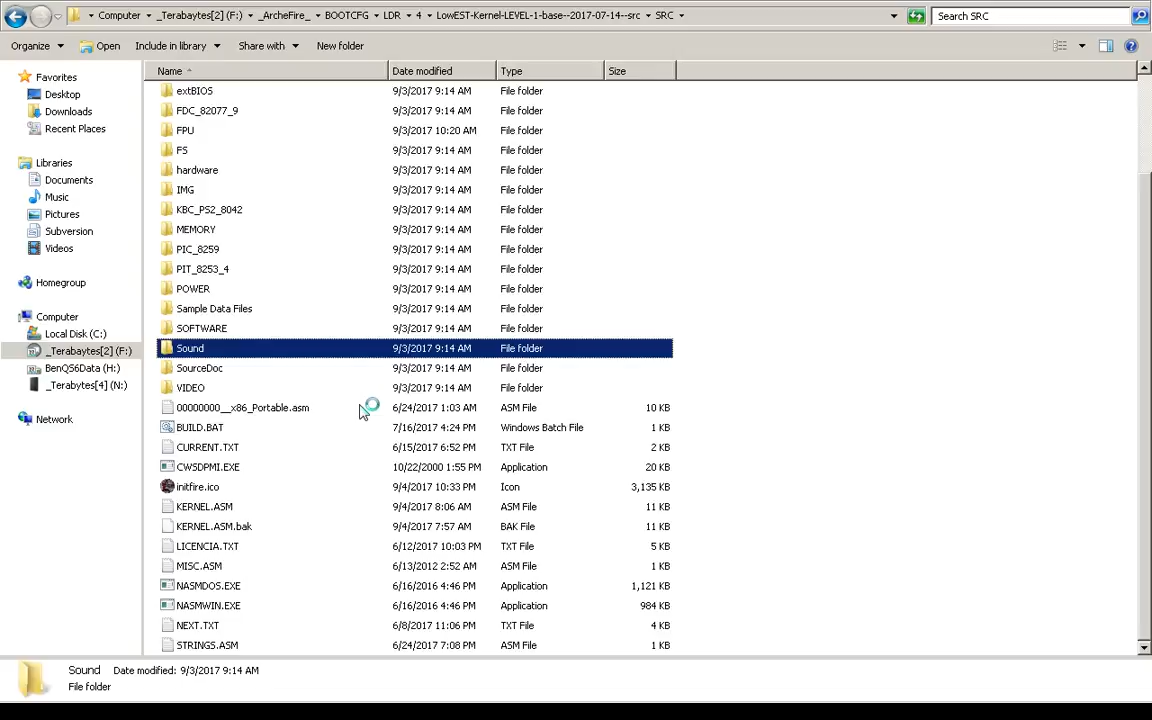 Computer ▸ _Terabaytes[2] (F:) ▸ _ArcheFire_ ▸ BOOTCFG ▸ LDR ▸ 4 ▸ LowEST-Kernel-LEVEL-1-base--2017-07-14--src ▸ SRC
Search SRC
Organize Open Include in library Share with New folder
Name Date modified Type Size
Favorites
Desktop
Downloads
Recent Places
Libraries
Documents
Music
Pictures
Subversion
Videos
Homegroup
Computer
Local Disk (C:)
_Terabaytes[2] (F:)
BenQS6Data (H:)
_Terabytes[4] (N:)
Network
extBIOS 9/3/2017 9:14 AM File folder
FDC_82077_9 9/3/2017 9:14 AM File folder
FPU 9/3/2017 10:20 AM File folder
FS 9/3/2017 9:14 AM File folder
hardware 9/3/2017 9:14 AM File folder
IMG 9/3/2017 9:14 AM File folder
KBC_PS2_8042 9/3/2017 9:14 AM File folder
MEMORY 9/3/2017 9:14 AM File folder
PIC_8259 9/3/2017 9:14 AM File folder
PIT_8253_4 9/3/2017 9:14 AM File folder
POWER 9/3/2017 9:14 AM File folder
Sample Data Files 9/3/2017 9:14 AM File folder
SOFTWARE 9/3/2017 9:14 AM File folder
Sound 9/3/2017 9:14 AM File folder
SourceDoc 9/3/2017 9:14 AM File folder
VIDEO 9/3/2017 9:14 AM File folder
00000000__x86_Portable.asm 6/24/2017 1:03 AM ASM File 10 KB
BUILD.BAT 7/16/2017 4:24 PM Windows Batch File 1 KB
CURRENT.TXT 6/15/2017 6:52 PM TXT File 2 KB
CWSDPMI.EXE 10/22/2000 1:55 PM Application 20 KB
initfire.ico 9/4/2017 10:33 PM Icon 3,135 KB
KERNEL.ASM 9/4/2017 8:06 AM ASM File 11 KB
KERNEL.ASM.bak 9/4/2017 7:57 AM BAK File 11 KB
LICENCIA.TXT 6/12/2017 10:03 PM TXT File 5 KB
MISC.ASM 6/13/2012 2:52 AM ASM File 1 KB
NASMDOS.EXE 6/16/2016 4:46 PM Application 1,121 KB
NASMWIN.EXE 6/16/2016 4:46 PM Application 984 KB
NEXT.TXT 6/8/2017 11:06 PM TXT File 4 KB
STRINGS.ASM 6/24/2017 7:08 PM ASM File 1 KB
Sound Date modified: 9/3/2017 9:14 AM
File folder